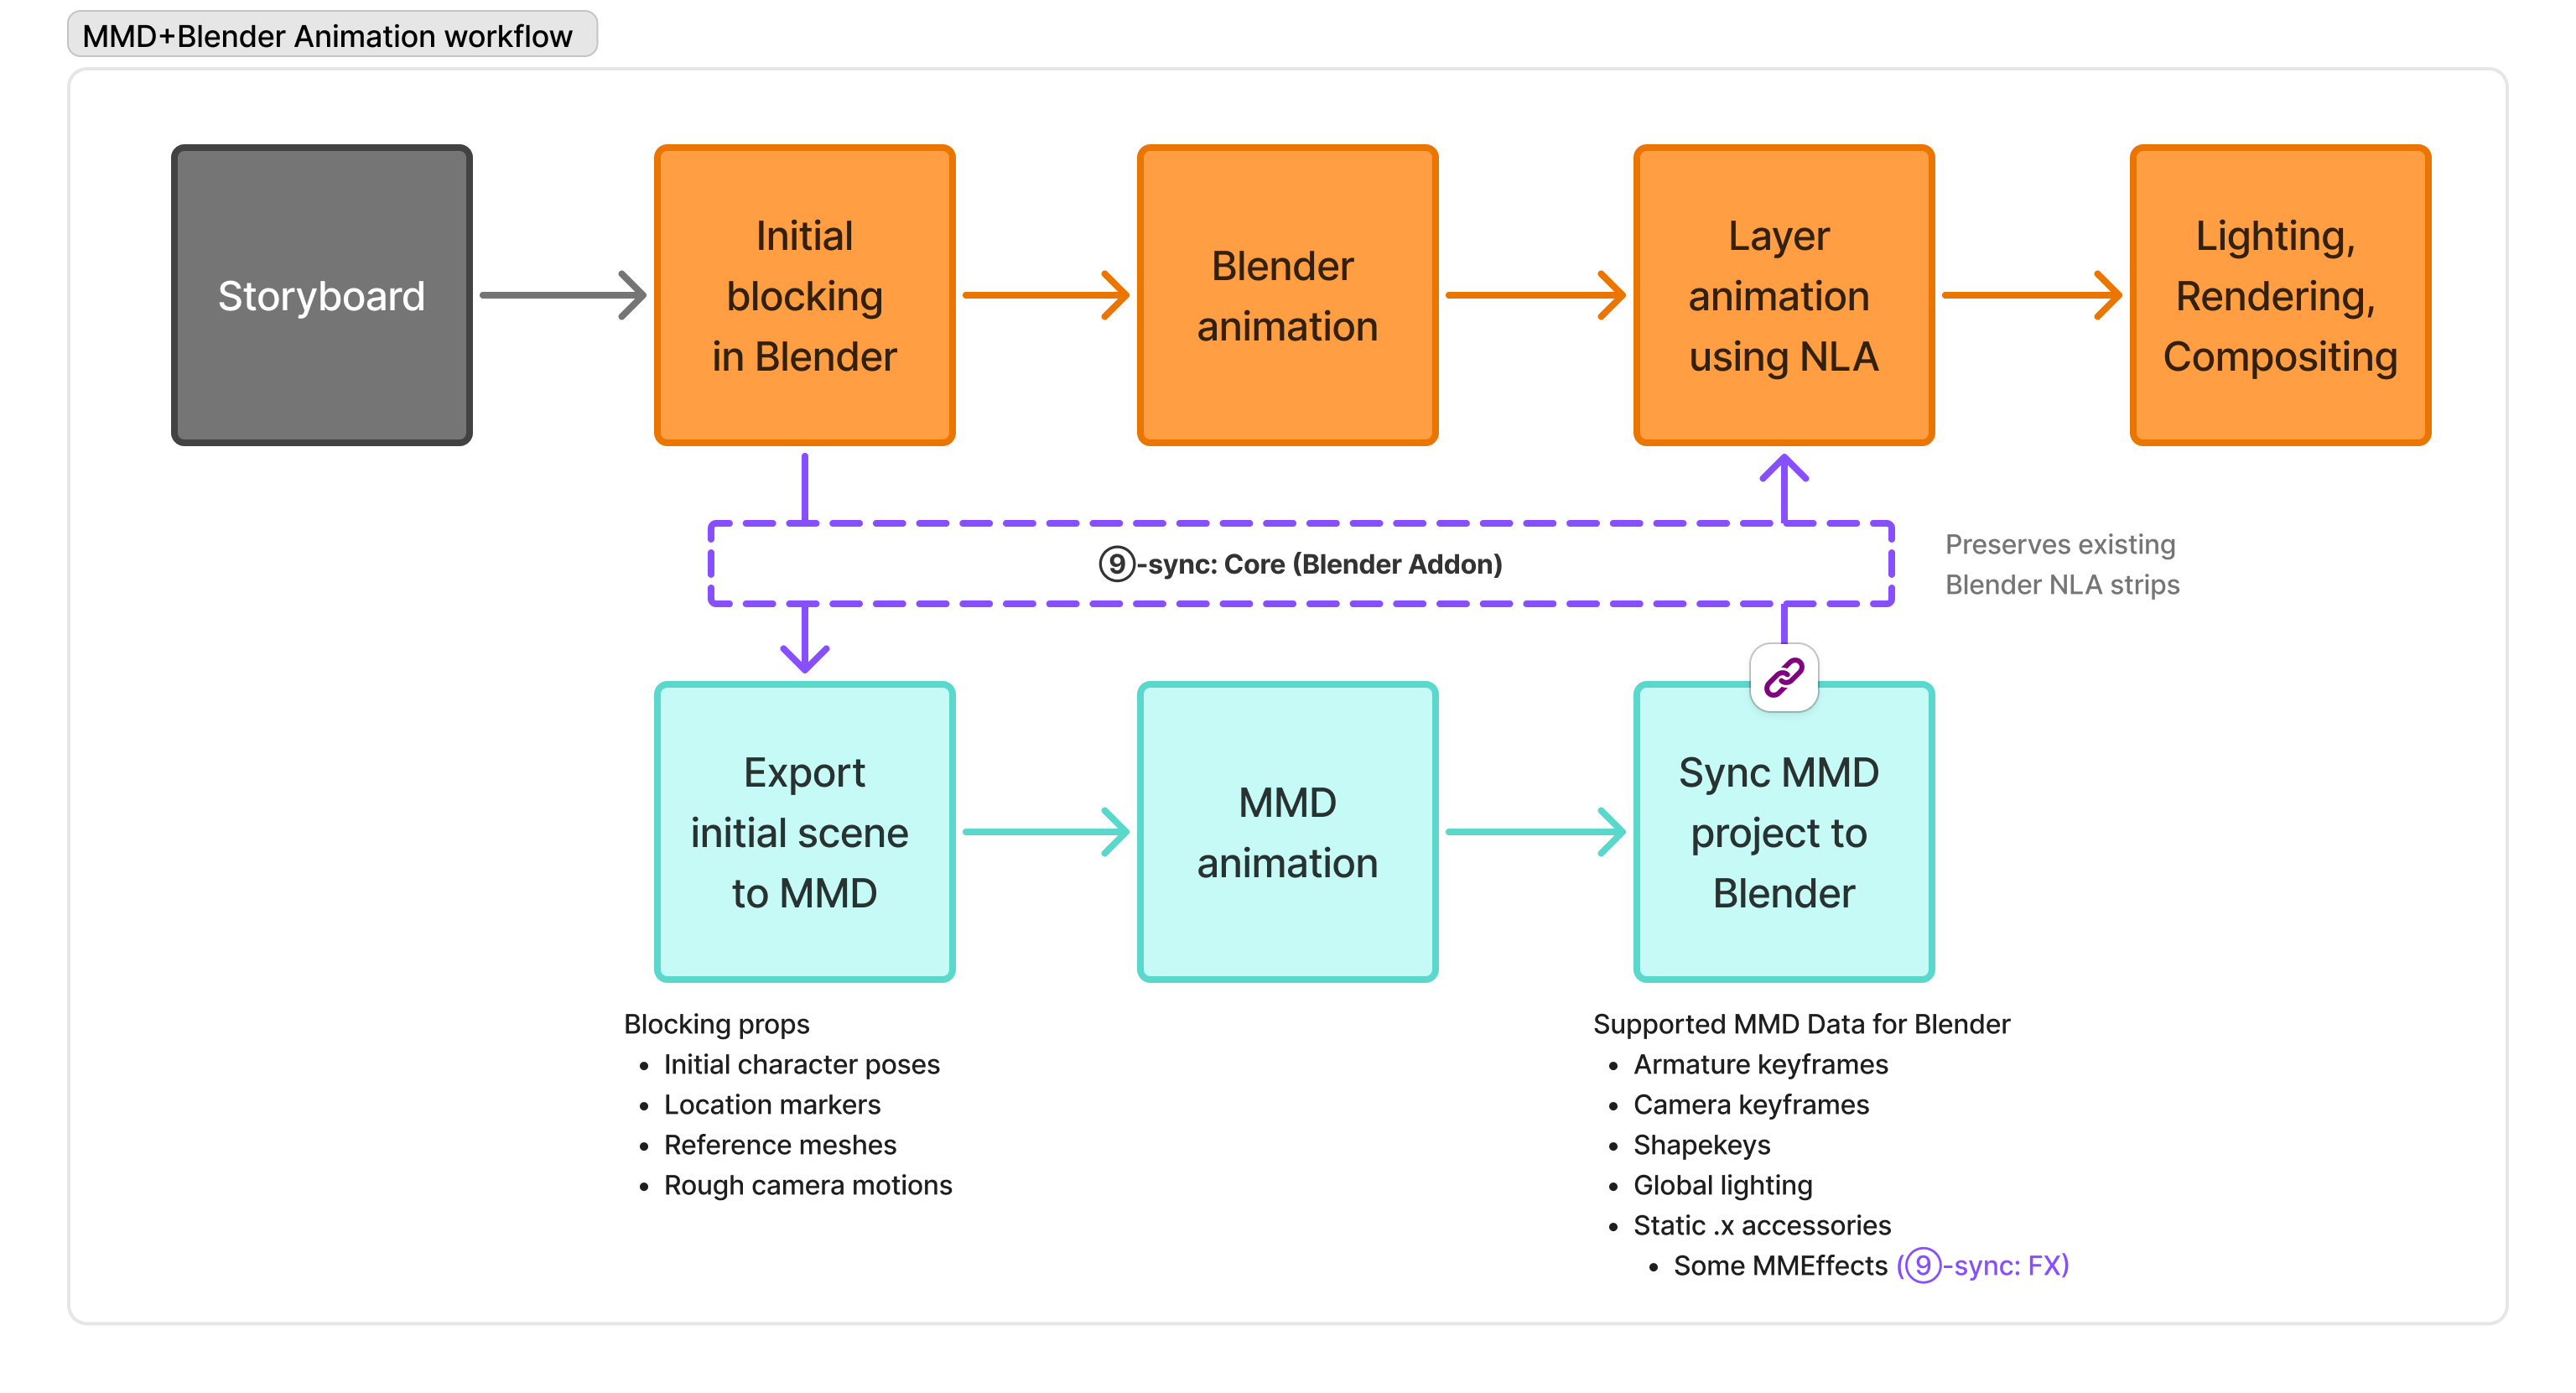 MMD+Blender Animation workflow
Storyboard
Initial
blocking
in Blender
Blender
animation
Layer
animation
using NLA
Lighting,
Rendering,
Compositing
⑨-sync: Core (Blender Addon)
Preserves existing
Blender NLA strips
Export
initial scene
to MMD
MMD
animation
Sync MMD
project to
Blender
Blocking props
• Initial character poses
• Location markers
• Reference meshes
• Rough camera motions
Supported MMD Data for Blender
• Armature keyframes
• Camera keyframes
• Shapekeys
• Global lighting
• Static .x accessories
• Some MMEffects (⑨-sync: FX)